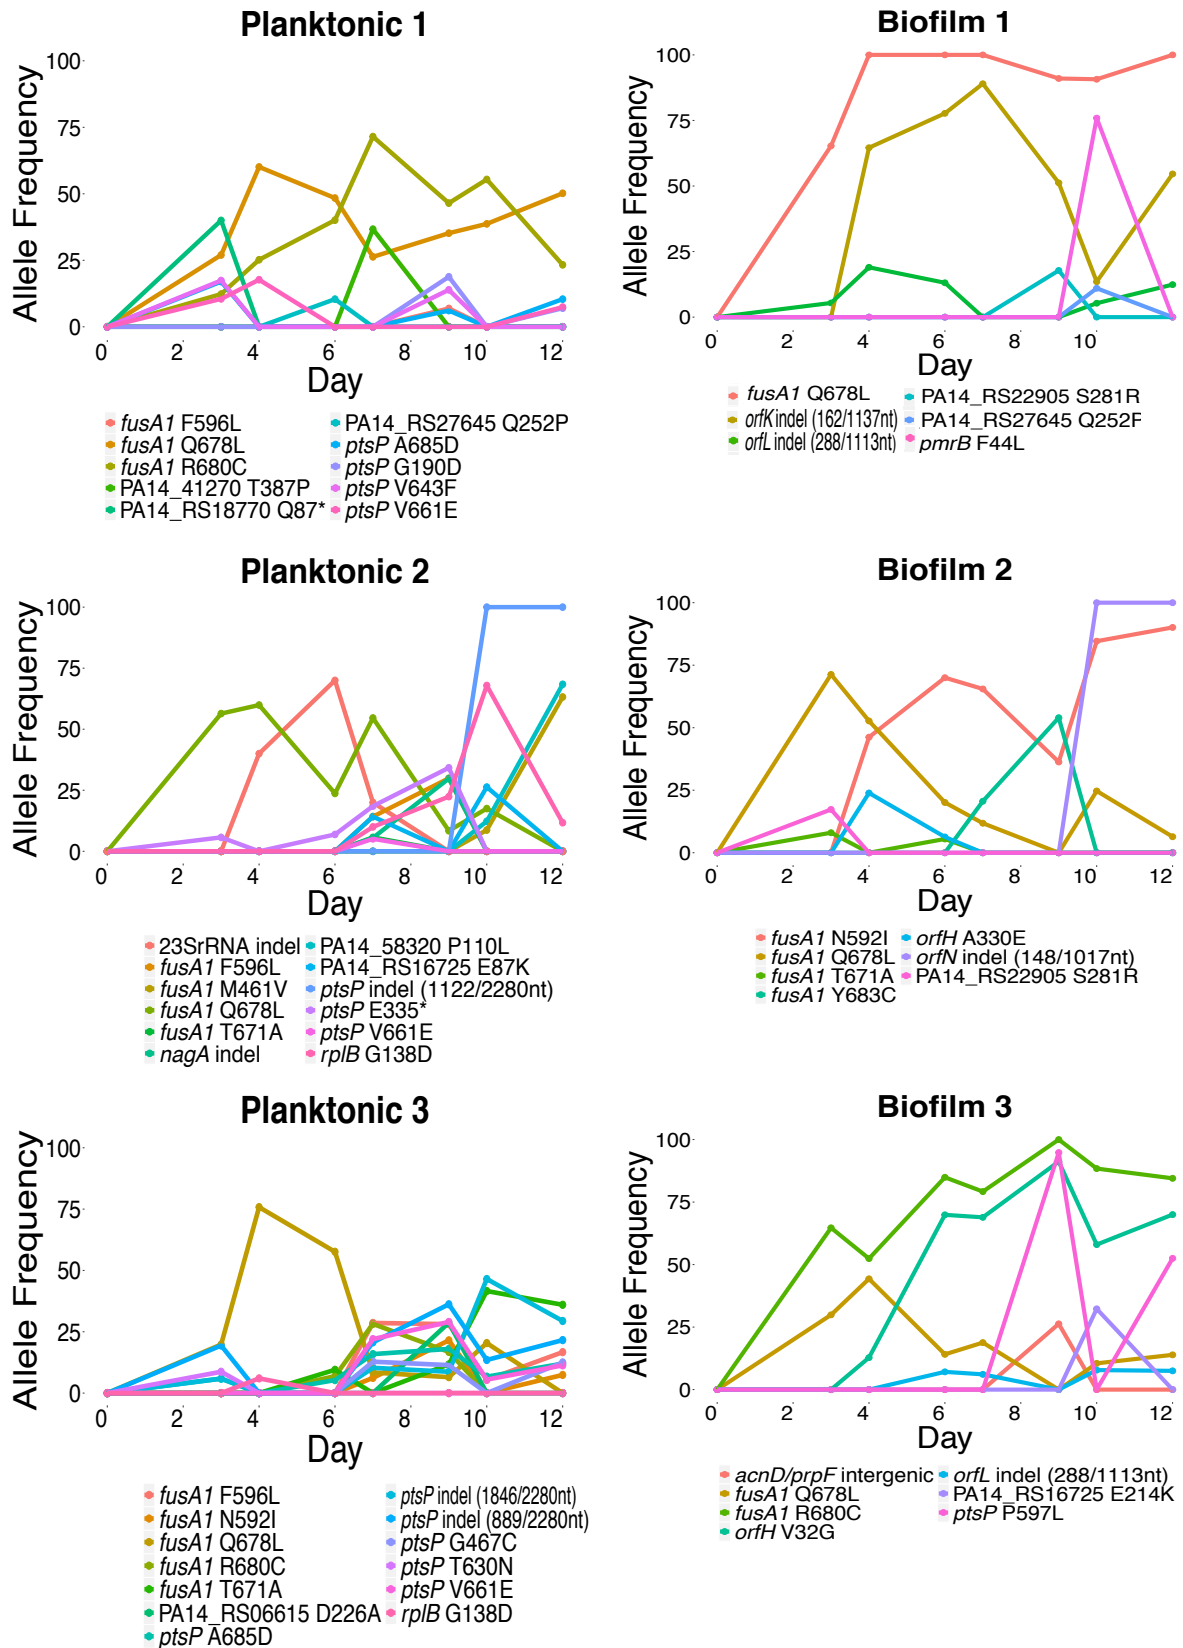 Planktonic 1
Allele Frequency
100
75
50
25
0
0 2 4 6 8 10 12
Day
fusA1 F596L
fusA1 Q678L
fusA1 R680C
PA14_41270 T387P
PA14_RS18770 Q87*
PA14_RS27645 Q252P
ptsP A685D
ptsP G190D
ptsP V643F
ptsP V661E
Biofilm 1
Allele Frequency
100
75
50
25
0
0 2 4 6 8 10 12
Day
fusA1 Q678L
orfK indel (162/1137nt)
orfL indel (288/1113nt)
PA14_RS22905 S281R
PA14_RS27645 Q252F
pmrB F44L
Planktonic 2
Allele Frequency
100
75
50
25
0
0 2 4 6 8 10 12
Day
23SrRNA indel
fusA1 F596L
fusA1 M461V
fusA1 Q678L
fusA1 T671A
nagA indel
PA14_58320 P110L
PA14_RS16725 E87K
ptsP indel (1122/2280nt)
ptsP E335*
ptsP V661E
rplB G138D
Biofilm 2
Allele Frequency
100
75
50
25
0
0 2 4 6 8 10 12
Day
fusA1 N592I
fusA1 Q678L
fusA1 T671A
fusA1 Y683C
orfH A330E
orfN indel (148/1017nt)
PA14_RS22905 S281R
Planktonic 3
Allele Frequency
100
75
50
25
0
0 2 4 6 8 10 12
Day
fusA1 F596L
fusA1 N592I
fusA1 Q678L
fusA1 R680C
fusA1 T671A
PA14_RS06615 D226A
ptsP A685D
ptsP indel (1846/2280nt)
ptsP indel (889/2280nt)
ptsP G467C
ptsP T630N
ptsP V661E
rplB G138D
Biofilm 3
Allele Frequency
100
75
50
25
0
0 2 4 6 8 10 12
Day
acnD/prpF intergenic
fusA1 Q678L
fusA1 R680C
orfH V32G
orfL indel (288/1113nt)
PA14_RS16725 E214K
ptsP P597L